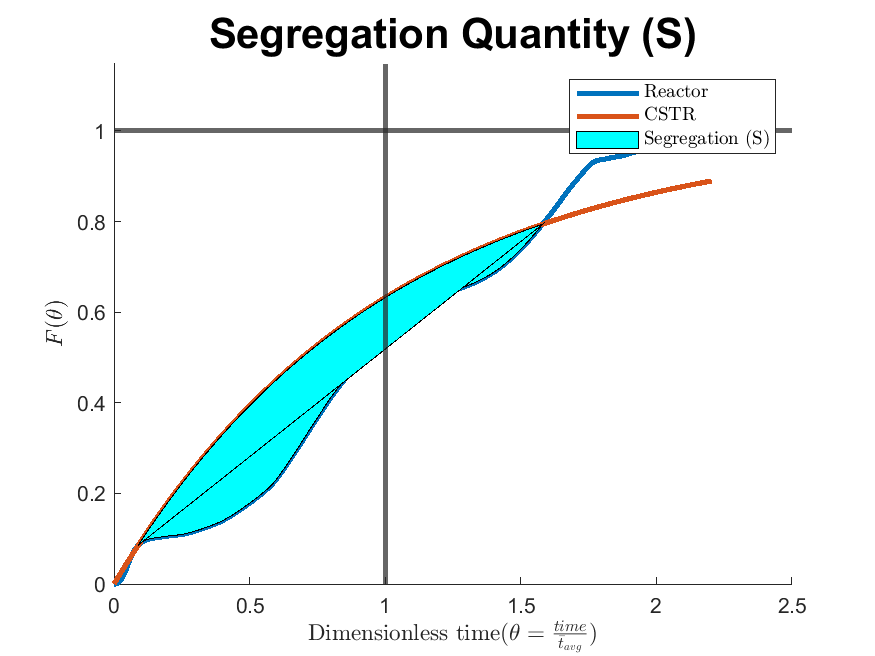 Segregation Quantity (S)
Reactor
CSTR
Segregation (S)
1
0.8
0.6
0.4
0.2
0
F(θ)
0 0.5 1 1.5 2 2.5
Dimensionless time(θ = time/t̄avg)